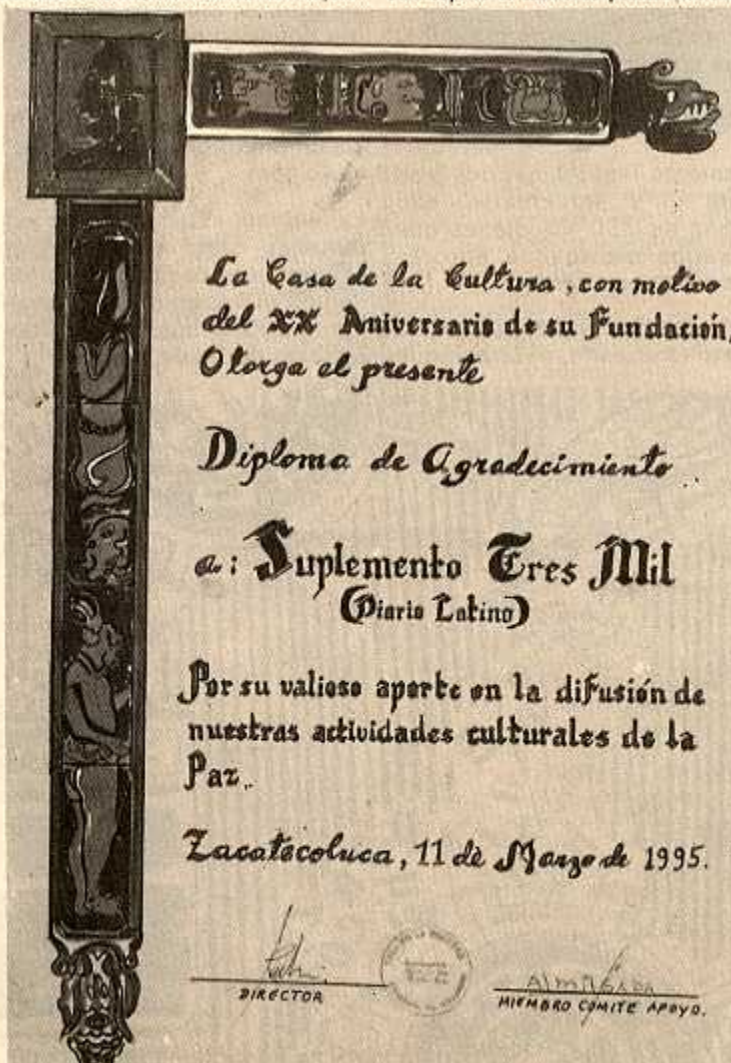 La Casa de la Cultura, con motivo
del XX Aniversario de su Fundación,
Otorga el presente
Diploma de Agradecimiento
a: Suplemento Tres Mil
(Diario Latino)
Por su valioso aporte en la difusión de
nuestras actividades culturales de la
Paz.
Zacatecoluca, 11 de Marzo de 1995.
DIRECTOR
MIEMBRO COMITE APOYO.